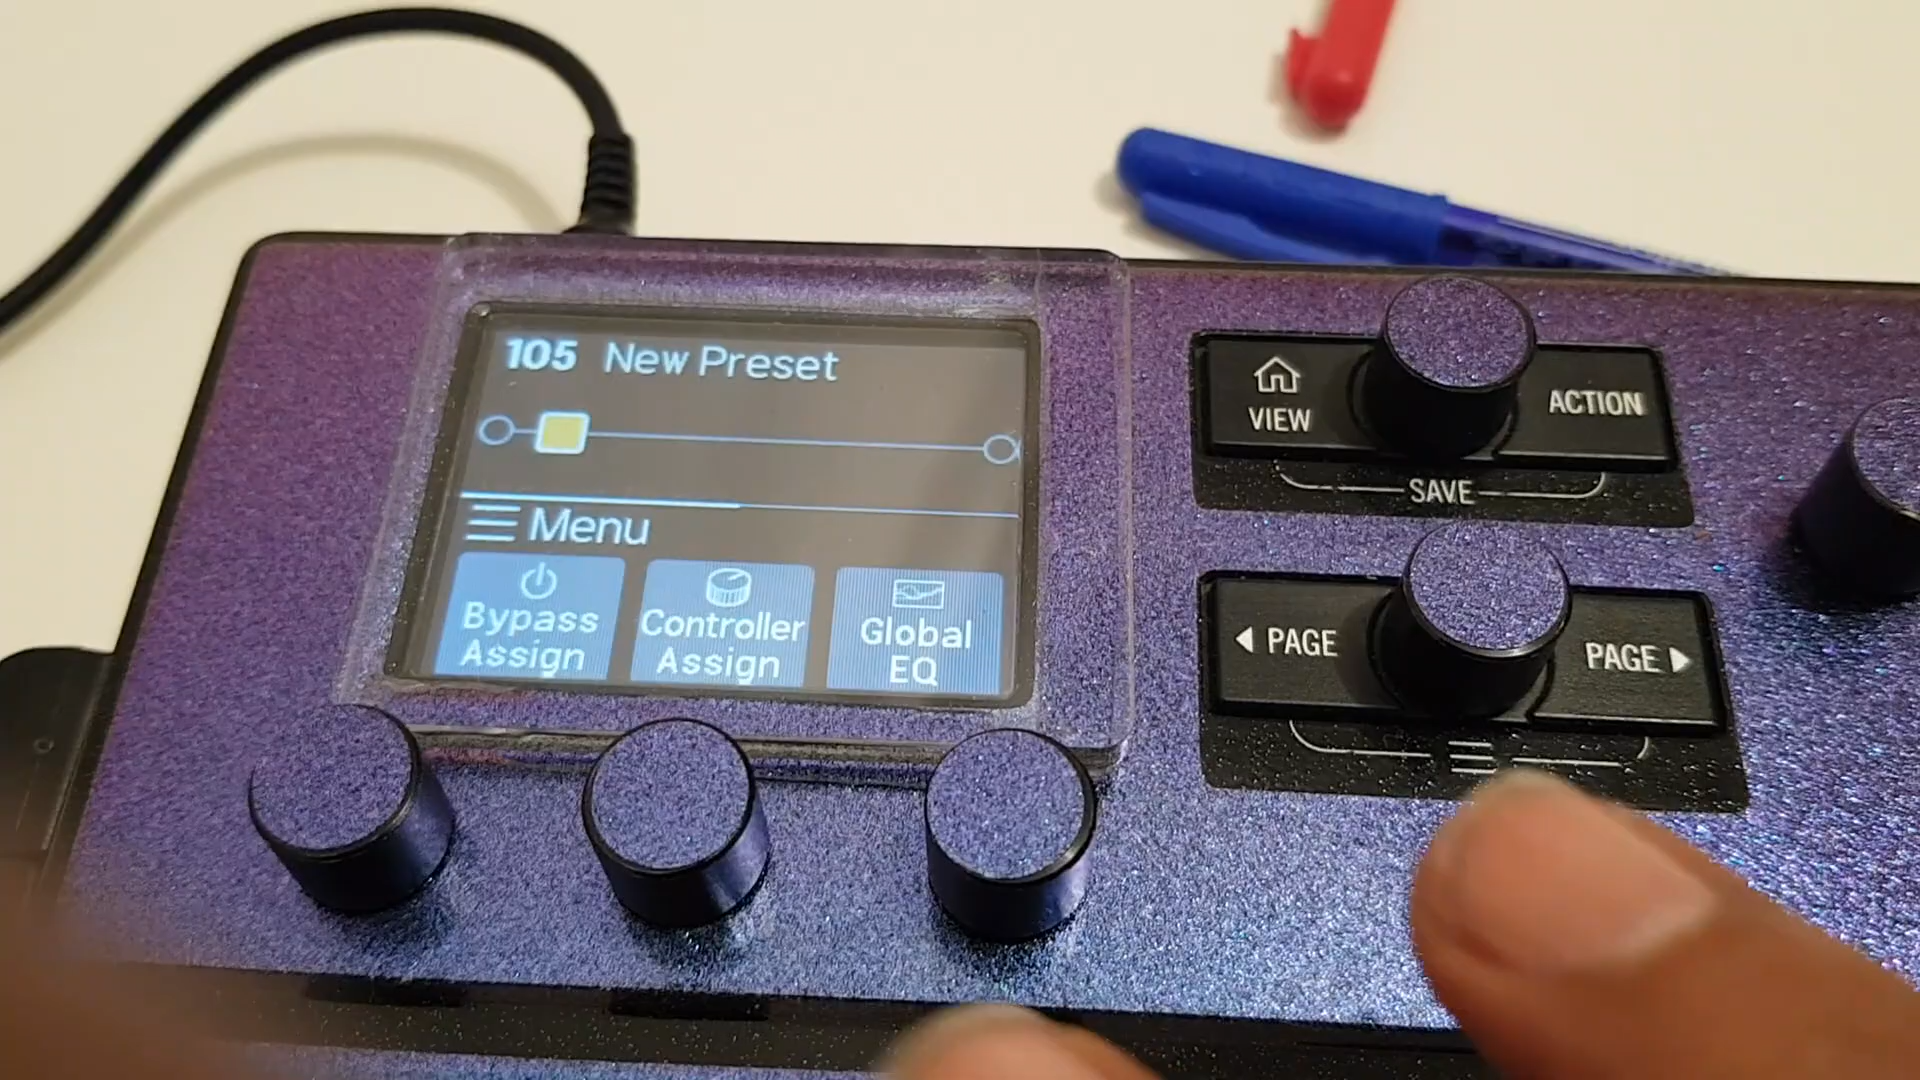 105 New Preset
Menu
Bypass Assign
Controller Assign
Global EQ
VIEW
ACTION
SAVE
PAGE
PAGE